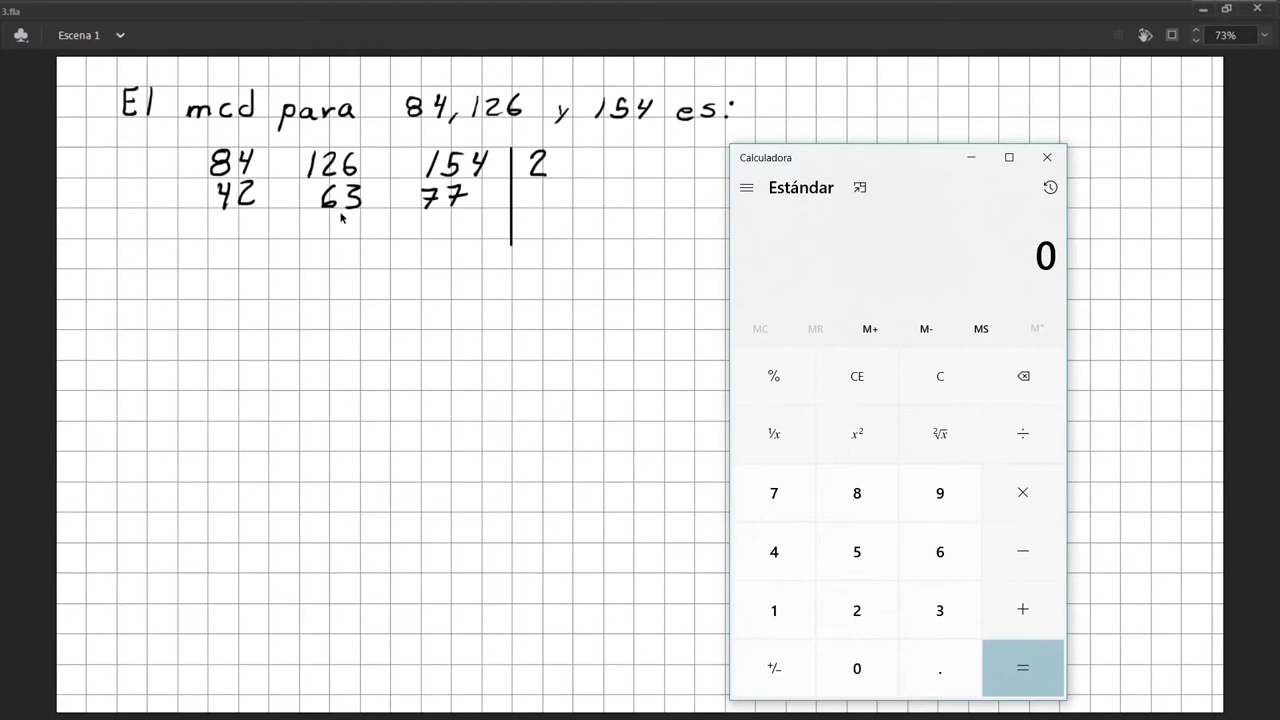 3.fla
Escena 1
73%
El mcd para 84, 126 y 154 es:
84 126 154 2
42 63 77
Calculadora
Estándar
0
MC MR M+ M- MS M˅
% CE C
¹/x x² ²√x ÷
7 8 9 ×
4 5 6 −
1 2 3 +
+/− 0 . =